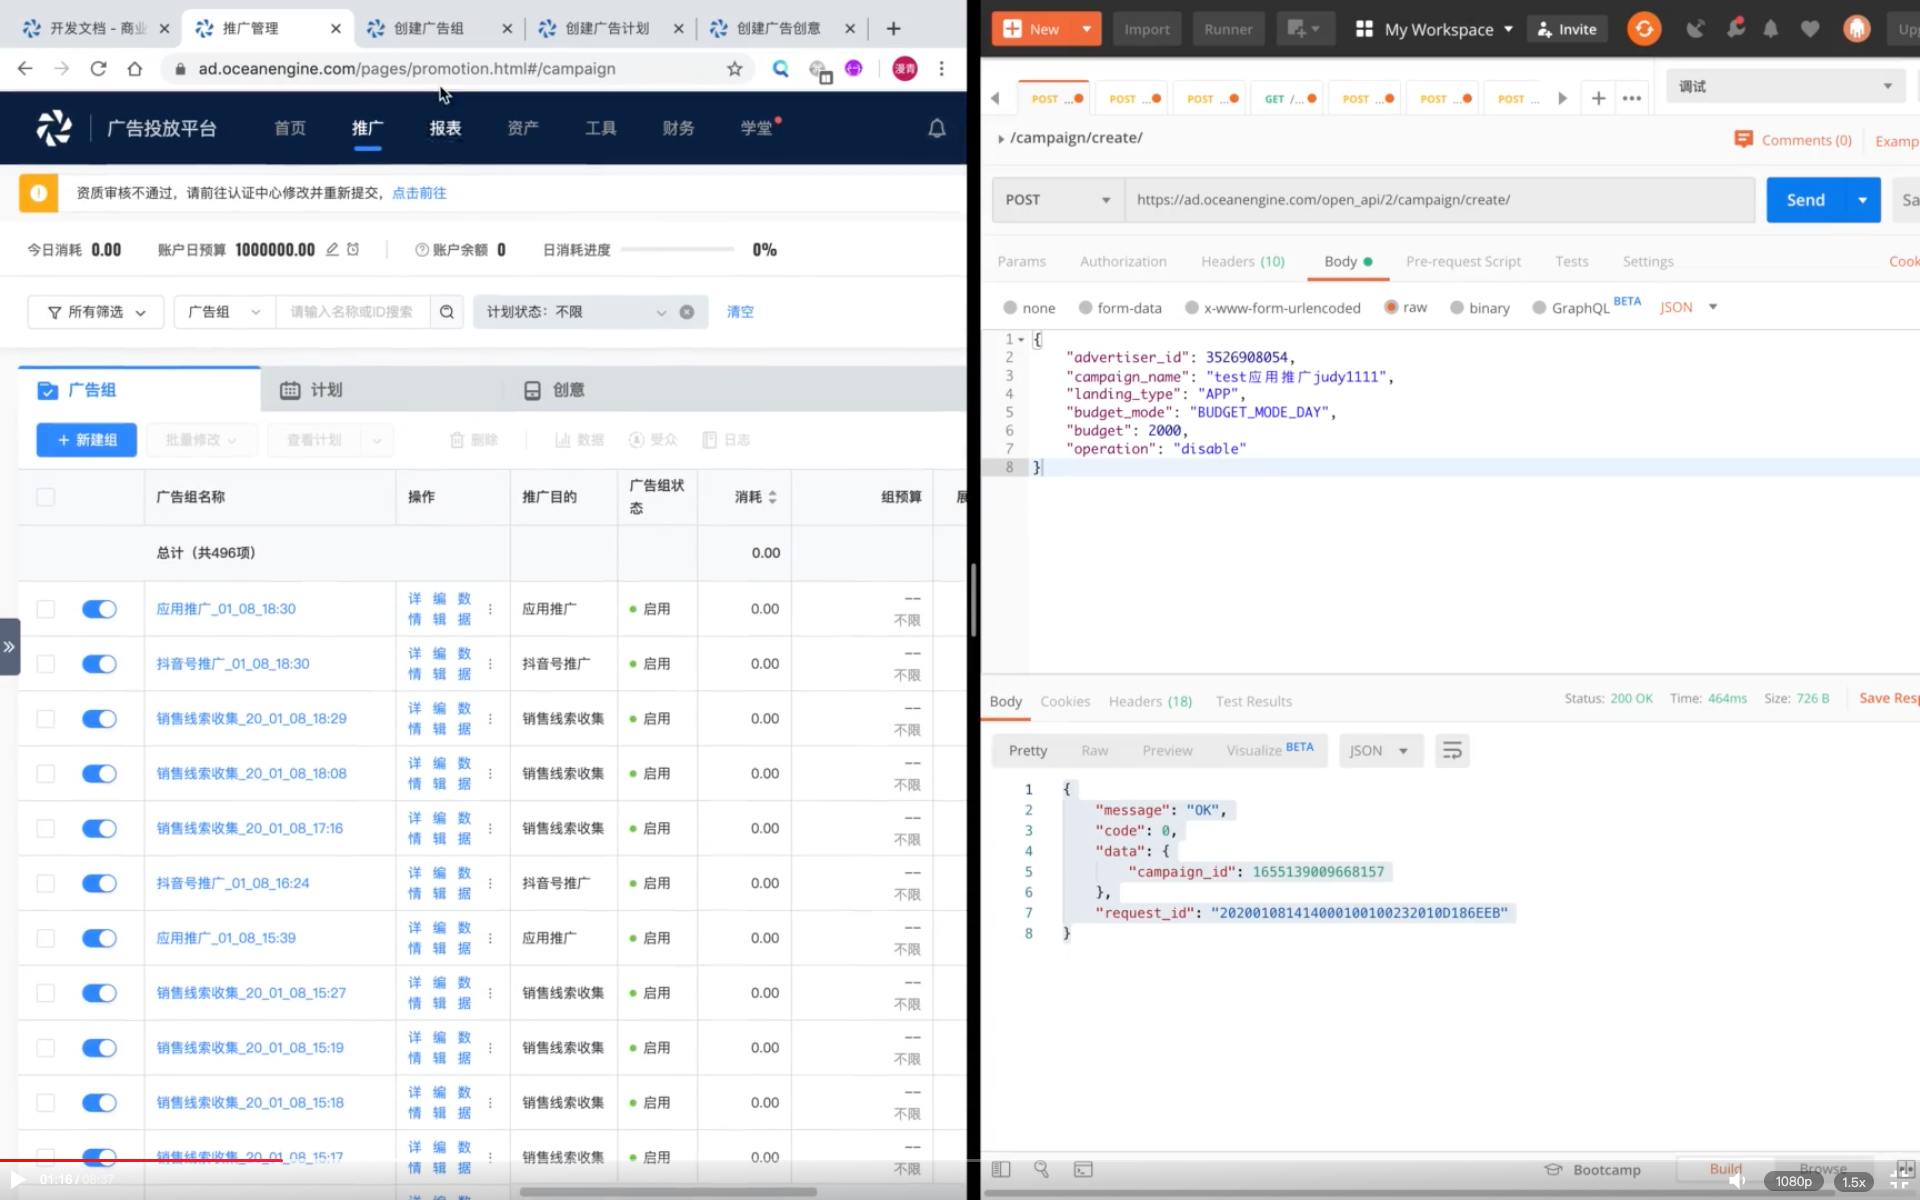 开发文档 - 商业
推广管理
创建广告组
创建广告计划
创建广告创意
ad.oceanengine.com/pages/promotion.html#/campaign
漫青
广告投放平台
首页
推广
报表
资产
工具
财务
学堂
资质审核不通过，请前往认证中心修改并重新提交，点击前往
今日消耗 0.00
账户日预算 1000000.00
账户余额 0
日消耗进度 0%
所有筛选
广告组
请输入名称或ID搜索
计划状态：不限
清空
广告组
计划
创意
+ 新建组
批量修改
查看计划
删除
数据
受众
日志
广告组名称 操作 推广目的 广告组状态 消耗 组预算 展
总计（共496项） 0.00
应用推广_01_08_18:30 详情 编辑 数据 应用推广 启用 0.00 -- 不限
抖音号推广_01_08_18:30 详情 编辑 数据 抖音号推广 启用 0.00 -- 不限
销售线索收集_20_01_08_18:29 详情 编辑 数据 销售线索收集 启用 0.00 -- 不限
销售线索收集_20_01_08_18:08 详情 编辑 数据 销售线索收集 启用 0.00 -- 不限
销售线索收集_20_01_08_17:16 详情 编辑 数据 销售线索收集 启用 0.00 -- 不限
抖音号推广_01_08_16:24 详情 编辑 数据 抖音号推广 启用 0.00 -- 不限
应用推广_01_08_15:39 详情 编辑 数据 应用推广 启用 0.00 -- 不限
销售线索收集_20_01_08_15:27 详情 编辑 数据 销售线索收集 启用 0.00 -- 不限
销售线索收集_20_01_08_15:19 详情 编辑 数据 销售线索收集 启用 0.00 -- 不限
销售线索收集_20_01_08_15:18 详情 编辑 数据 销售线索收集 启用 0.00 -- 不限
销售线索收集_20_01_08_15:17 详情 编辑 数据 销售线索收集 启用 0.00 -- 不限
01:16 / 08:37
New
Import
Runner
My Workspace
Invite
Upg
POST ...
POST ...
POST ...
GET /...
POST ...
POST ...
POST ...
调试
/campaign/create/
Comments (0)
Examp
POST
https://ad.oceanengine.com/open_api/2/campaign/create/
Send
Sa
Params
Authorization
Headers (10)
Body
Pre-request Script
Tests
Settings
Cook
none
form-data
x-www-form-urlencoded
raw
binary
GraphQL BETA
JSON
1 {
2 "advertiser_id": 3526908054,
3 "campaign_name": "test应用推广judy1111",
4 "landing_type": "APP",
5 "budget_mode": "BUDGET_MODE_DAY",
6 "budget": 2000,
7 "operation": "disable"
8 }
Body
Cookies
Headers (18)
Test Results
Status: 200 OK
Time: 464ms
Size: 726 B
Save Resp
Pretty
Raw
Preview
Visualize BETA
JSON
1 {
2 "message": "OK",
3 "code": 0,
4 "data": {
5 "campaign_id": 1655139009668157
6 },
7 "request_id": "202001081414000100100232010D186EEB"
8 }
Bootcamp
Build
Browse
1080p
1.5x